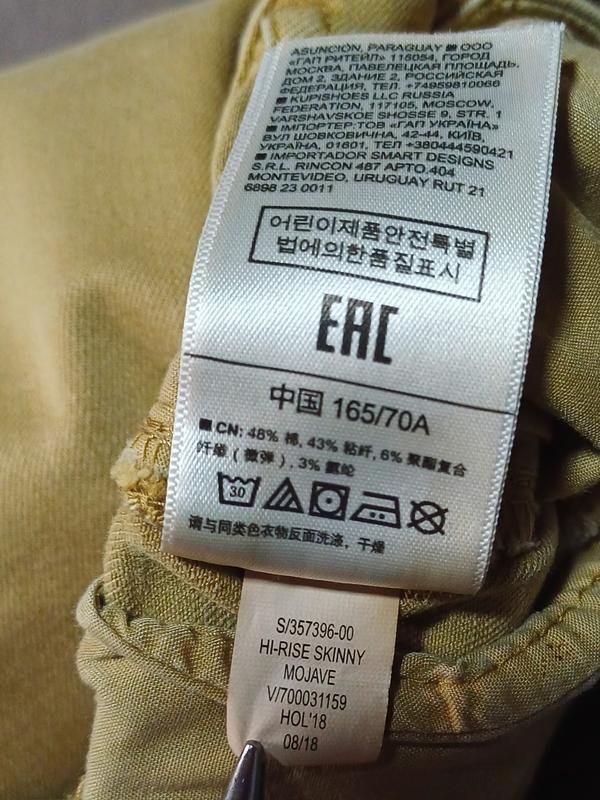 ASUNCIÓN, PARAGUAY ■ ООО
«ГАП РИТЕЙЛ» 115054, ГОРОД
МОСКВА, ПАВЕЛЕЦКАЯ ПЛОЩАДЬ,
ДОМ 2, ЗДАНИЕ 2, РОССИЙСКАЯ
ФЕДЕРАЦИЯ, ТЕЛ. +74959810066
■ KUPISHOES LLC RUSSIA
FEDERATION, 117105, MOSCOW,
VARSHAVSKOE SHOSSE 9, STR. 1
■ ІМПОРТЕР:ТОВ «ГАП УКРАЇНА»
ВУЛ ШОВКОВИЧНА, 42-44, КИЇВ,
УКРАЇНА, 01601, ТЕЛ +380444590421
■ IMPORTADOR SMART DESIGNS
S.R.L. RINCON 487 APTO.404
MONTEVIDEO, URUGUAY RUT 21
6898 23 0011
어린이제품안전특별
법에의한품질표시
EAC
中国 165/70A
■ CN: 48% 棉, 43% 粘纤, 6% 聚酯复合
纤维 (微弹), 3% 氨纶
30
请与同类色衣物反面洗涤, 干燥
S/357396-00
HI-RISE SKINNY
MOJAVE
V/700031159
HOL'18
08/18